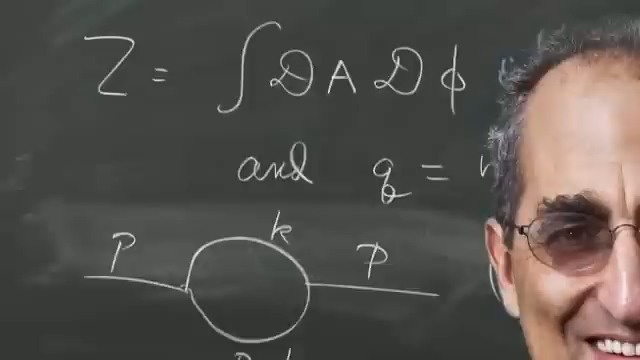 Z = ∫ 𝒟A 𝒟ϕ
and q =
k
P P